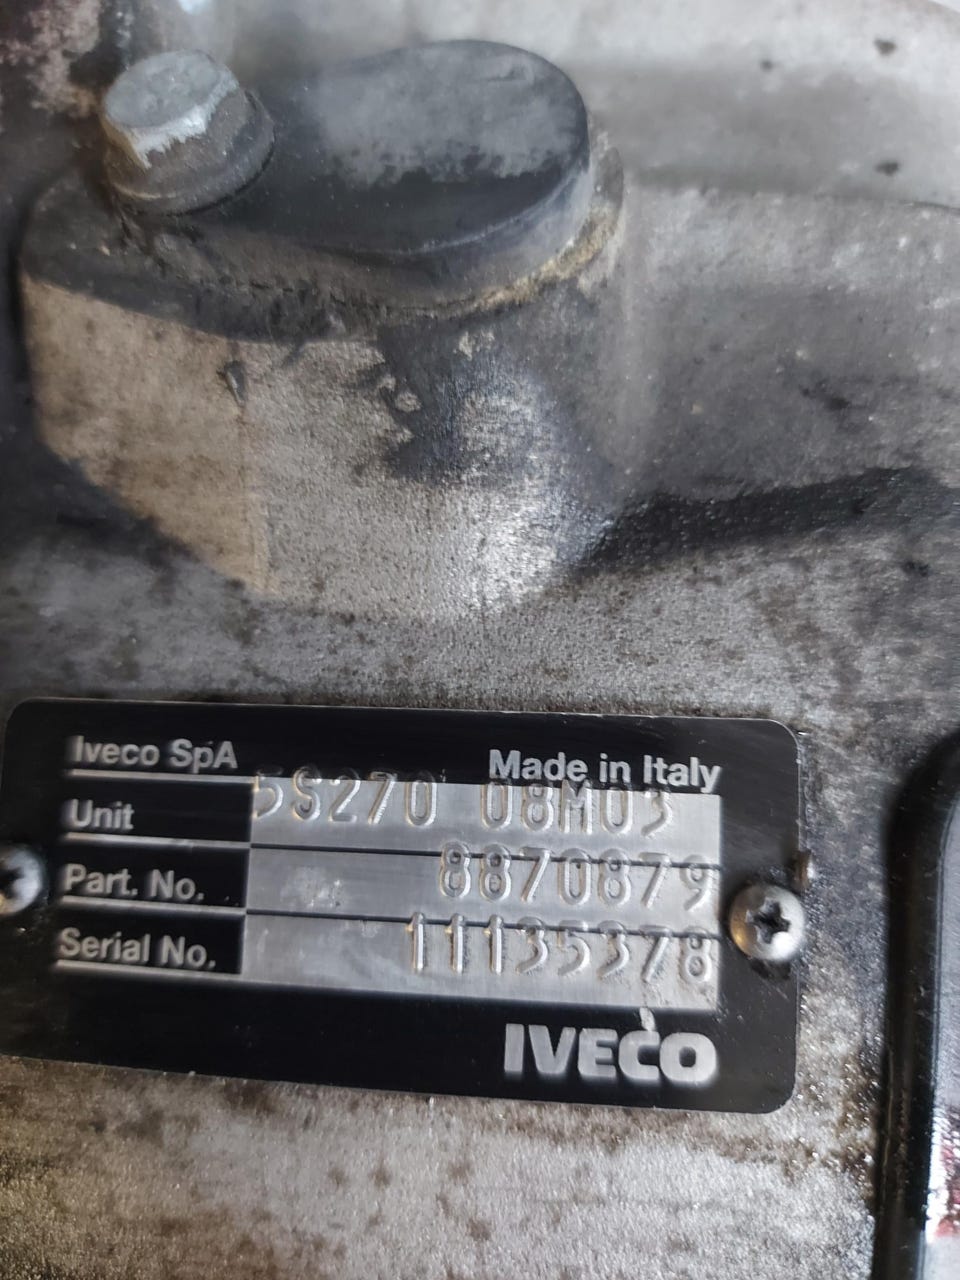 Iveco SpA Made in Italy
Unit 5S270 08M03
Part. No. 8870879
Serial No. 11135378
IVECO